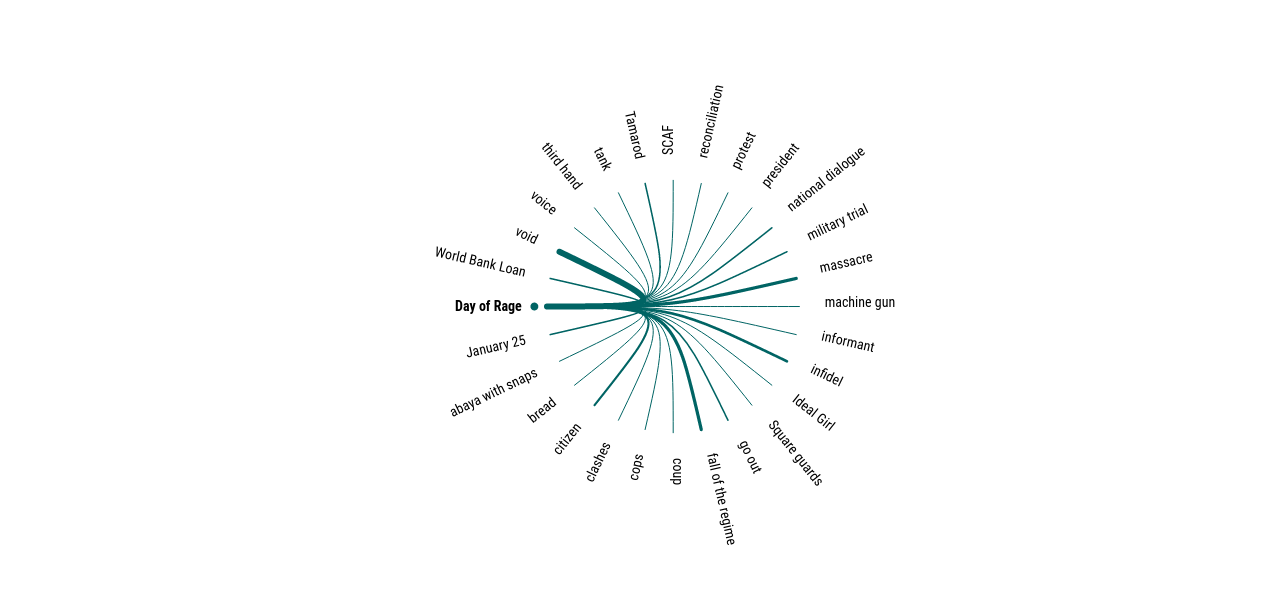 Day of Rage
World Bank Loan
void
voice
third hand
tank
Tamarod
SCAF
reconciliation
protest
president
national dialogue
military trial
massacre
machine gun
informant
infidel
Ideal Girl
Square guards
go out
fall of the regime
coup
cops
clashes
citizen
bread
abaya with snaps
January 25